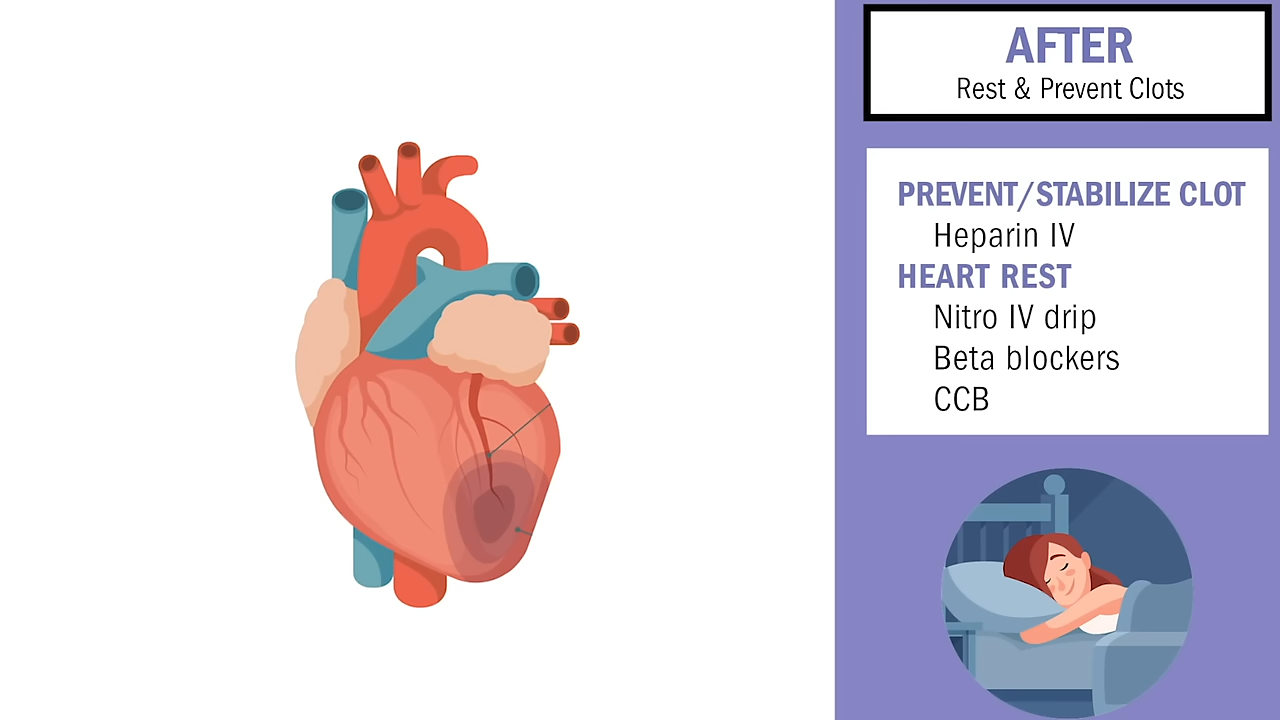 AFTER
Rest & Prevent Clots
PREVENT/STABILIZE CLOT
Heparin IV
HEART REST
Nitro IV drip
Beta blockers
CCB